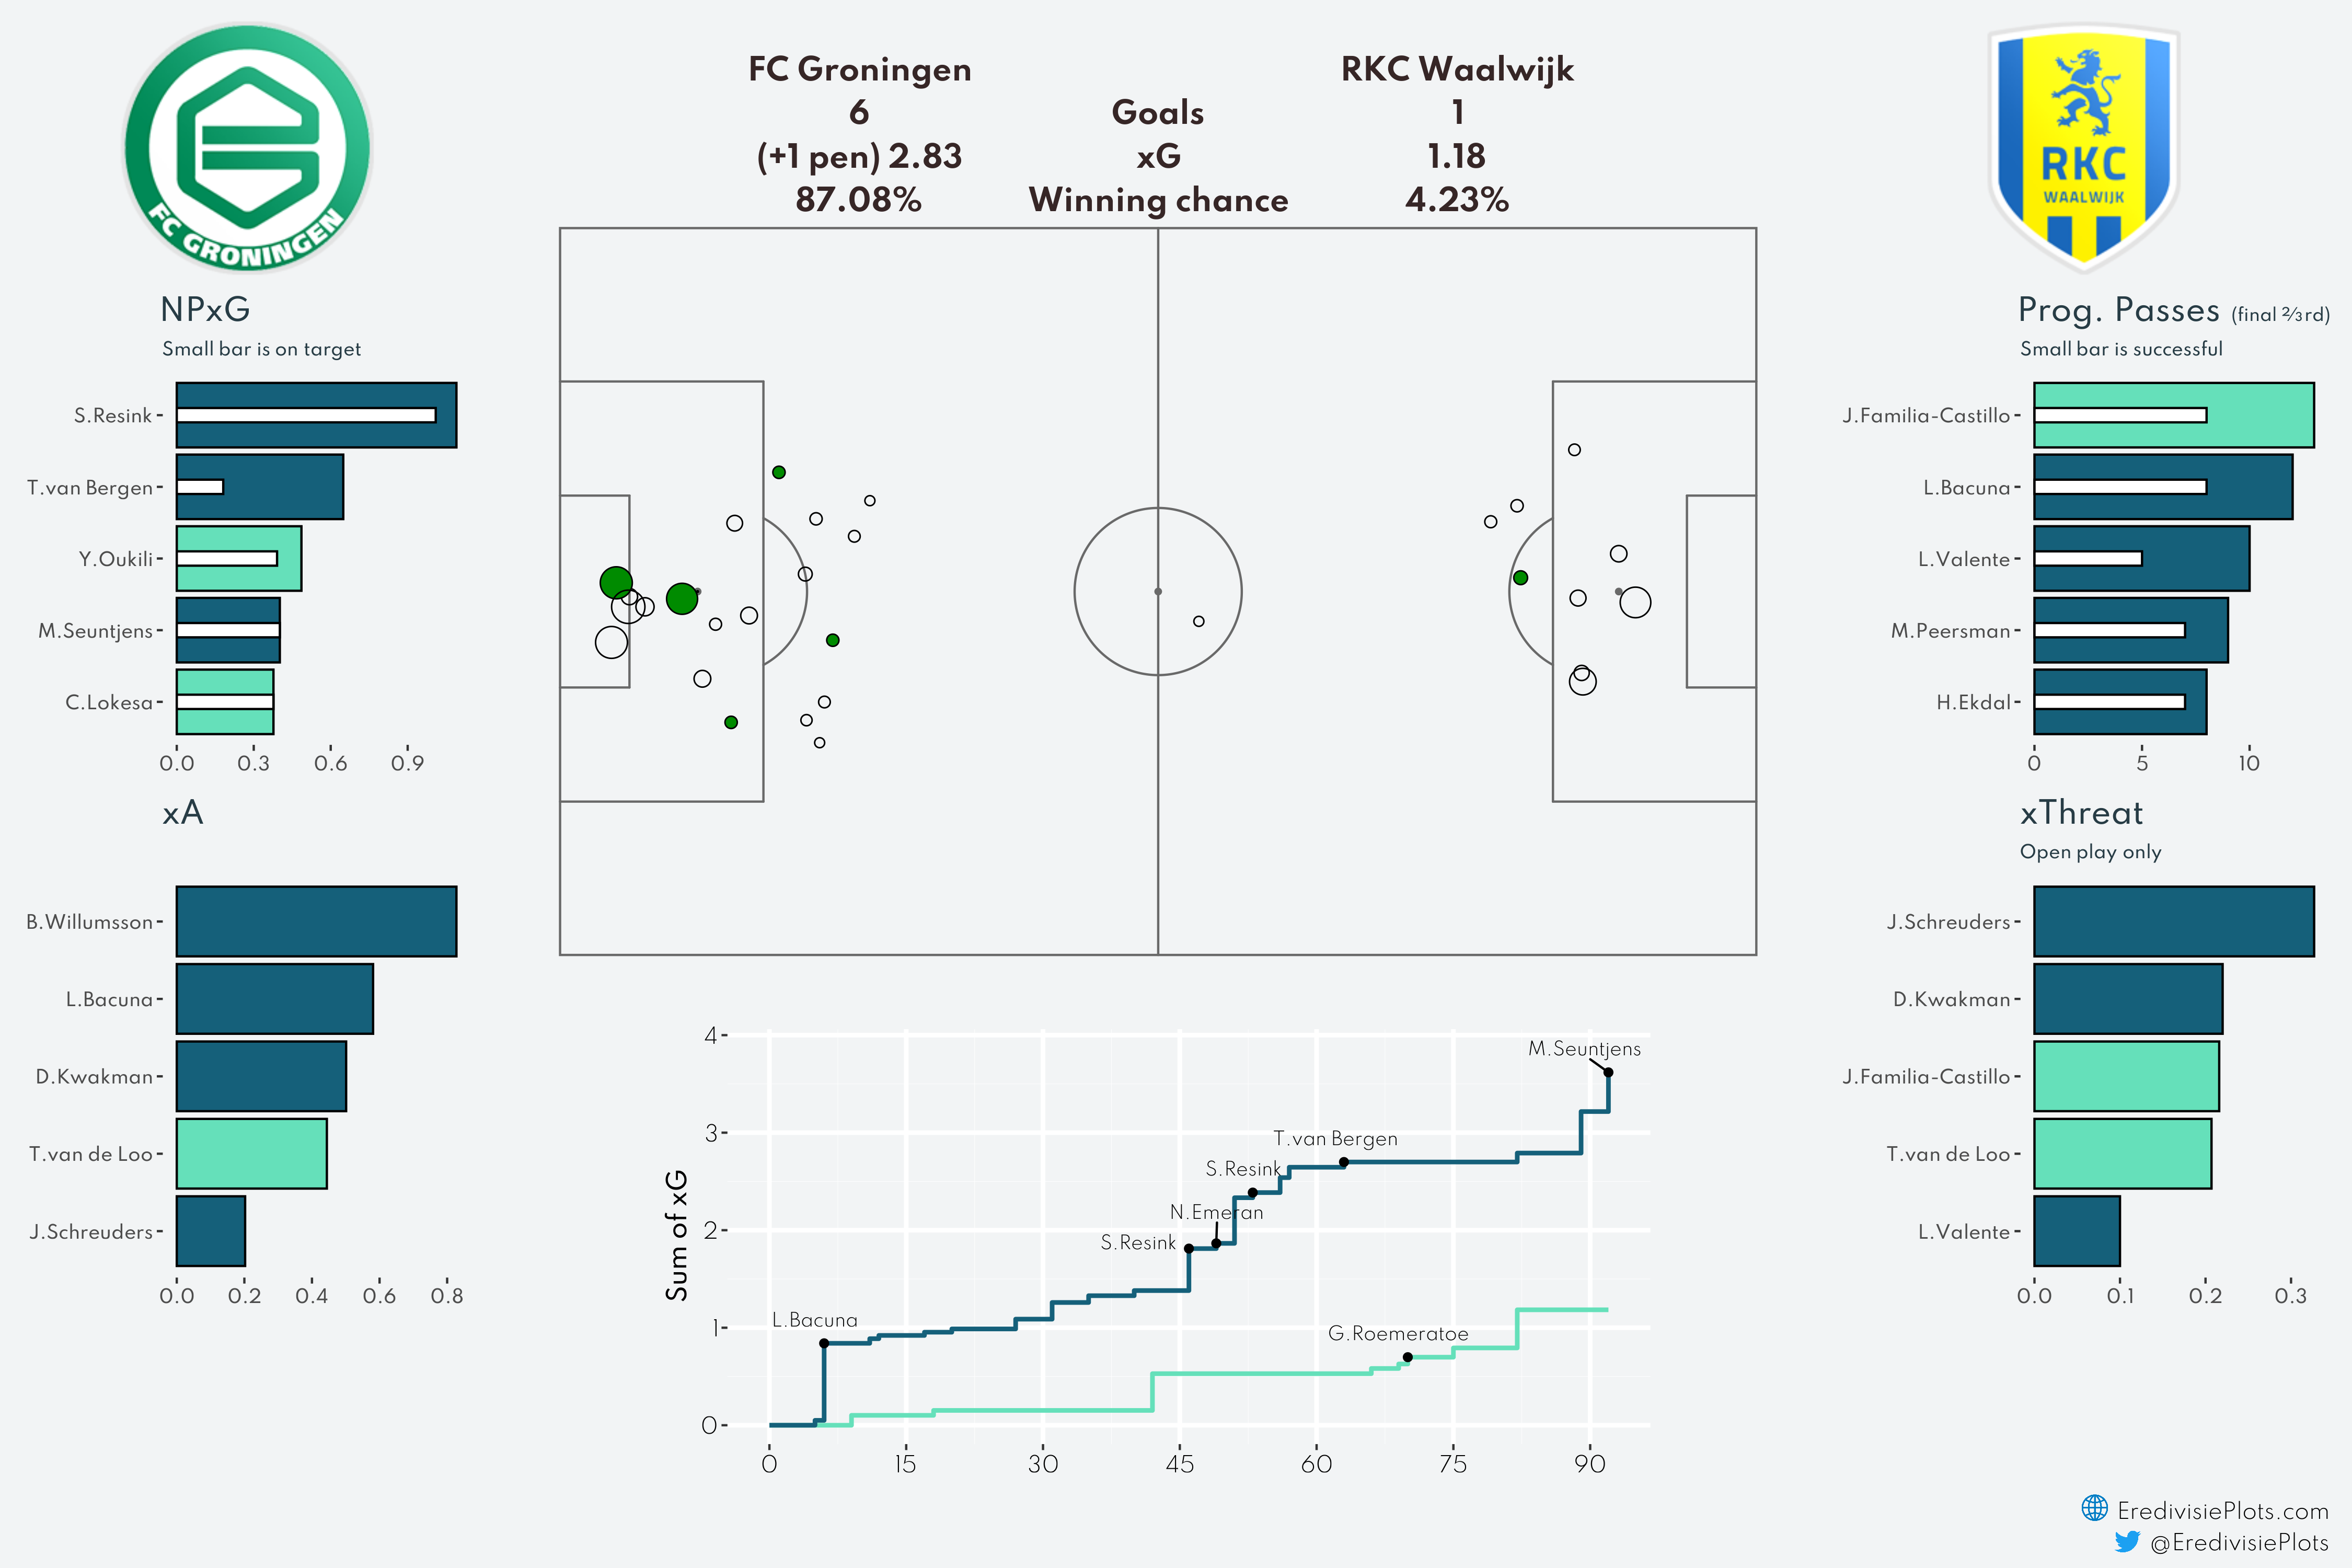 FC GRONINGEN
FC Groningen RKC Waalwijk
6 Goals 1
(+1 pen) 2.83 xG 1.18
87.08% Winning chance 4.23%
RKC
WAALWIJK
NPxG
Small bar is on target
S.Resink
T.van Bergen
Y.Oukili
M.Seuntjens
C.Lokesa
0.0 0.3 0.6 0.9
xA
B.Willumsson
L.Bacuna
D.Kwakman
T.van de Loo
J.Schreuders
0.0 0.2 0.4 0.6 0.8
Sum of xG
4
3
2
1
0
L.Bacuna
S.Resink
N.Emeran
S.Resink
T.van Bergen
M.Seuntjens
G.Roemeratoe
0 15 30 45 60 75 90
Prog. Passes (final ⅔rd)
Small bar is successful
J.Familia-Castillo
L.Bacuna
L.Valente
M.Peersman
H.Ekdal
0 5 10
xThreat
Open play only
J.Schreuders
D.Kwakman
J.Familia-Castillo
T.van de Loo
L.Valente
0.0 0.1 0.2 0.3
EredivisiePlots.com
@EredivisiePlots